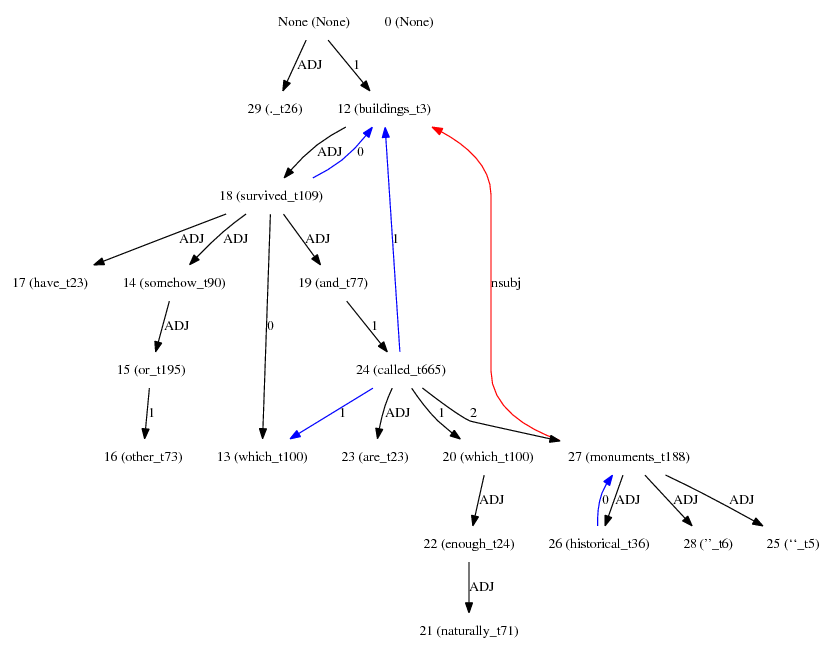 None (None) 0 (None)
ADJ 1
29 (._t26) 12 (buildings_t3)
ADJ 0
18 (survived_t109)
ADJ ADJ ADJ 1
17 (have_t23) 14 (somehow_t90) 19 (and_t77) nsubj
ADJ 0 1
15 (or_t195) 24 (called_t665)
1 1 ADJ 1 2
16 (other_t73) 13 (which_t100) 23 (are_t23) 20 (which_t100) 27 (monuments_t188)
ADJ 0 ADJ ADJ ADJ
22 (enough_t24) 26 (historical_t36) 28 (’’_t6) 25 (‘‘_t5)
ADJ
21 (naturally_t71)